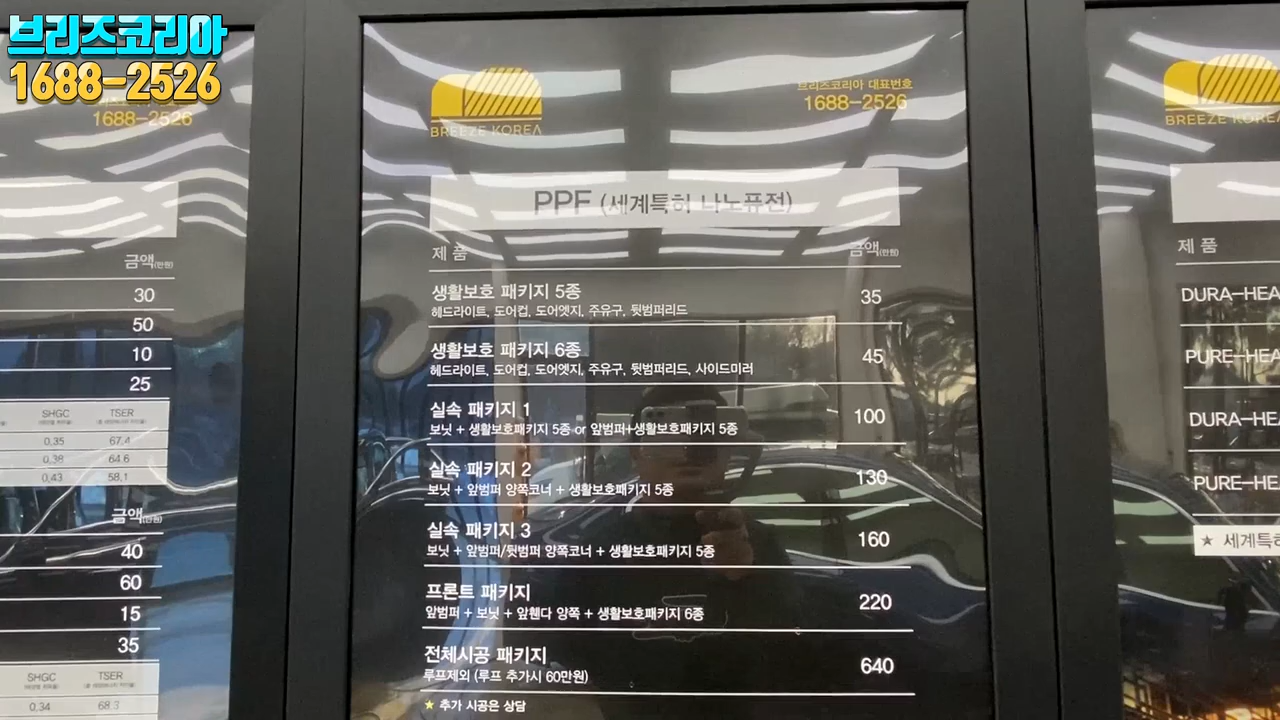 브리즈코리아
1688-2526
1688-2526
금액(만원)
30
50
10
25
SHGC TSER
0.35 67.4
0.38 64.6
0.43 58.1
금액(만원)
40
60
15
35
SHGC TSER
0.34 68.3
BREEZE KOREA
브리즈코리아 대표번호
1688-2526
PPF (세계특허 나노퓨전)
제 품 금액(만원)
생활보호 패키지 5종 35
헤드라이트, 도어컵, 도어엣지, 주유구, 뒷범퍼리드
생활보호 패키지 6종 45
헤드라이트, 도어컵, 도어엣지, 주유구, 뒷범퍼리드, 사이드미러
실속 패키지 1 100
보닛 + 생활보호패키지 5종 or 앞범퍼+생활보호패키지 5종
실속 패키지 2 130
보닛 + 앞범퍼 양쪽코너 + 생활보호패키지 5종
실속 패키지 3 160
보닛 + 앞범퍼/뒷범퍼 양쪽코너 + 생활보호패키지 5종
프론트 패키지 220
앞범퍼 + 보닛 + 앞휀다 양쪽 + 생활보호패키지 6종
전체시공 패키지 640
루프제외 (루프 추가시 60만원)
★ 추가 시공은 상담
BREEZE KOREA
제 품
DURA-HEA
PURE-HEA
DURA-HEA
PURE-HEA
★ 세계특허